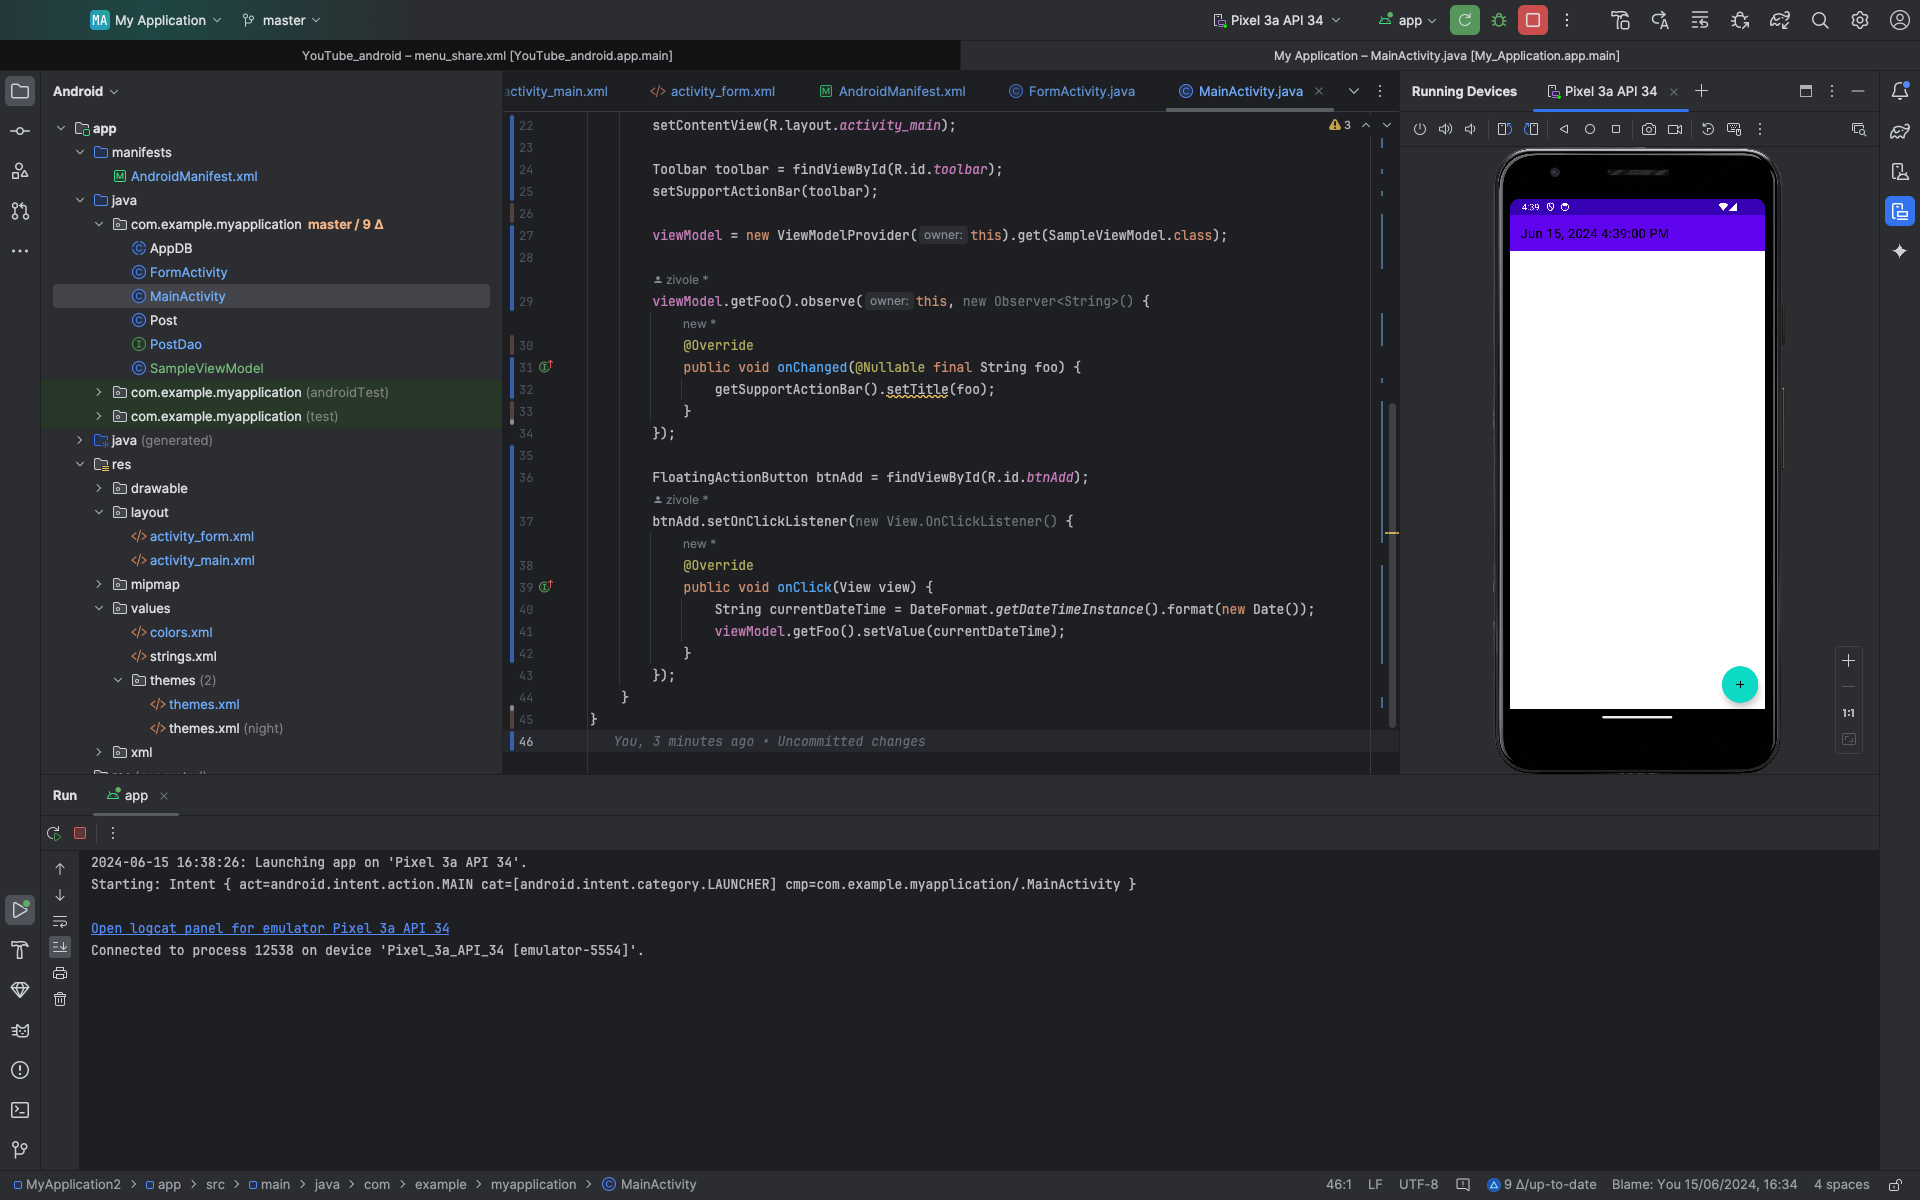 MA My Application master Pixel 3a API 34 app
YouTube_android – menu_share.xml [YouTube_android.app.main] My Application – MainActivity.java [My_Application.app.main]
Android
app
manifests
AndroidManifest.xml
java
com.example.myapplication master / 9 Δ
AppDB
FormActivity
MainActivity
Post
PostDao
SampleViewModel
com.example.myapplication (androidTest)
com.example.myapplication (test)
java (generated)
res
drawable
layout
activity_form.xml
activity_main.xml
mipmap
values
colors.xml
strings.xml
themes (2)
themes.xml
themes.xml (night)
xml
activity_main.xml activity_form.xml AndroidManifest.xml FormActivity.java MainActivity.java
3
22 setContentView(R.layout.activity_main);
23
24 Toolbar toolbar = findViewById(R.id.toolbar);
25 setSupportActionBar(toolbar);
26
27 viewModel = new ViewModelProvider( owner: this).get(SampleViewModel.class);
28
zivole *
29 viewModel.getFoo().observe( owner: this, new Observer<String>() {
new *
30 @Override
31 public void onChanged(@Nullable final String foo) {
32 getSupportActionBar().setTitle(foo);
33 }
34 });
35
36 FloatingActionButton btnAdd = findViewById(R.id.btnAdd);
zivole *
37 btnAdd.setOnClickListener(new View.OnClickListener() {
new *
38 @Override
39 public void onClick(View view) {
40 String currentDateTime = DateFormat.getDateTimeInstance().format(new Date());
41 viewModel.getFoo().setValue(currentDateTime);
42 }
43 });
44 }
45 }
46 You, 3 minutes ago • Uncommitted changes
Running Devices Pixel 3a API 34
4:39
Jun 15, 2024 4:39:00 PM
+
1:1
Run app
2024-06-15 16:38:26: Launching app on 'Pixel 3a API 34'.
Starting: Intent { act=android.intent.action.MAIN cat=[android.intent.category.LAUNCHER] cmp=com.example.myapplication/.MainActivity }
Open logcat panel for emulator Pixel 3a API 34
Connected to process 12538 on device 'Pixel_3a_API_34 [emulator-5554]'.
MyApplication2 > app > src > main > java > com > example > myapplication > MainActivity 46:1 LF UTF-8 9 Δ/up-to-date Blame: You 15/06/2024, 16:34 4 spaces